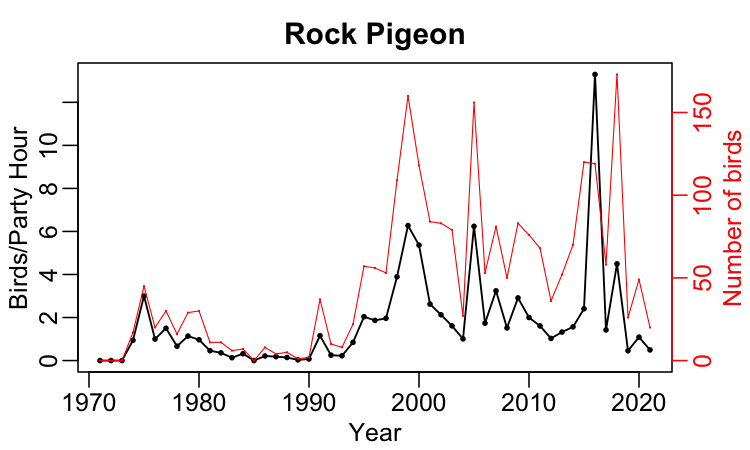 Rock Pigeon
Birds/Party Hour
0 2 4 6 8 10
0 50 100 150
Number of birds
1970 1980 1990 2000 2010 2020
Year